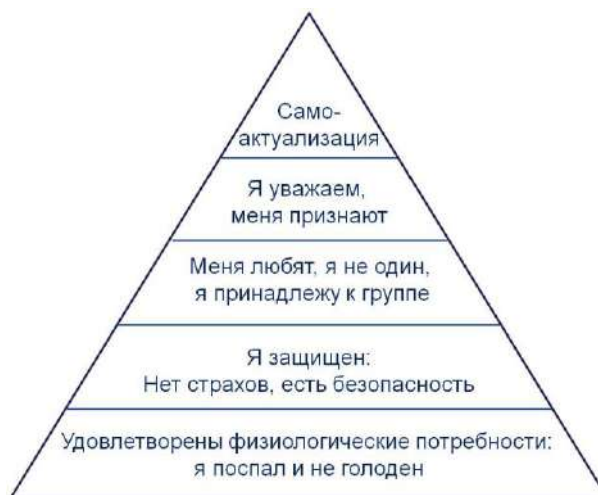 Само-
актуализация
Я уважаем,
меня признают
Меня любят, я не один,
я принадлежу к группе
Я защищен:
Нет страхов, есть безопасность
Удовлетворены физиологические потребности:
я поспал и не голоден